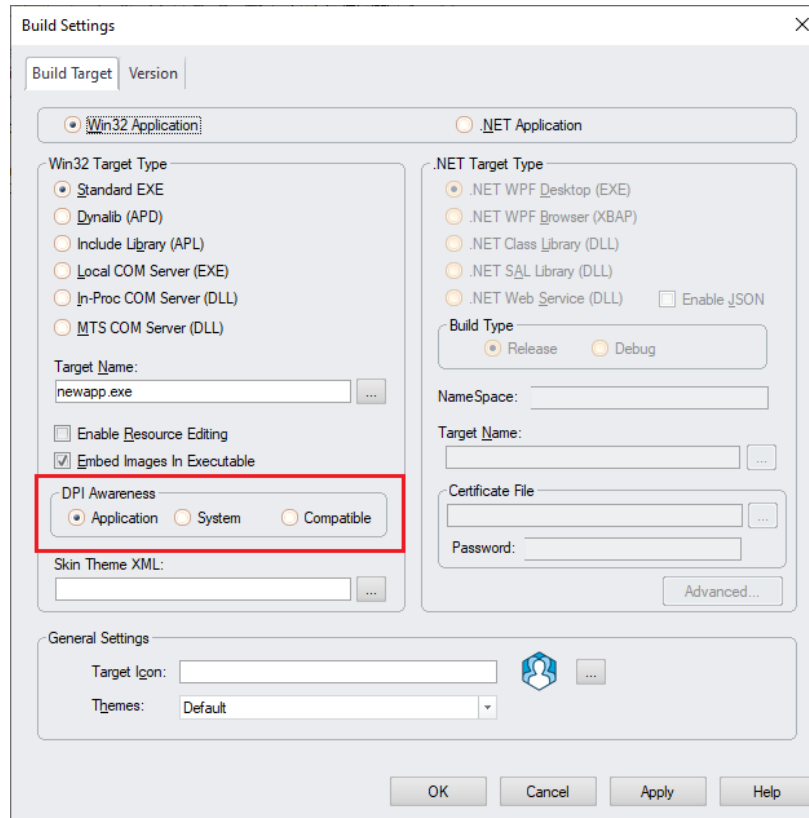 Build Settings
Build Target
Version
Win32 Application
.NET Application
Win32 Target Type
Standard EXE
Dynalib (APD)
Include Library (APL)
Local COM Server (EXE)
In-Proc COM Server (DLL)
MTS COM Server (DLL)
Target Name:
newapp.exe
...
Enable Resource Editing
Embed Images In Executable
DPI Awareness
Application
System
Compatible
Skin Theme XML:
...
.NET Target Type
.NET WPF Desktop (EXE)
.NET WPF Browser (XBAP)
.NET Class Library (DLL)
.NET SAL Library (DLL)
.NET Web Service (DLL)
Enable JSON
Build Type
Release
Debug
NameSpace:
Target Name:
...
Certificate File
...
Password:
Advanced...
General Settings
Target Icon:
...
Themes:
Default
OK
Cancel
Apply
Help